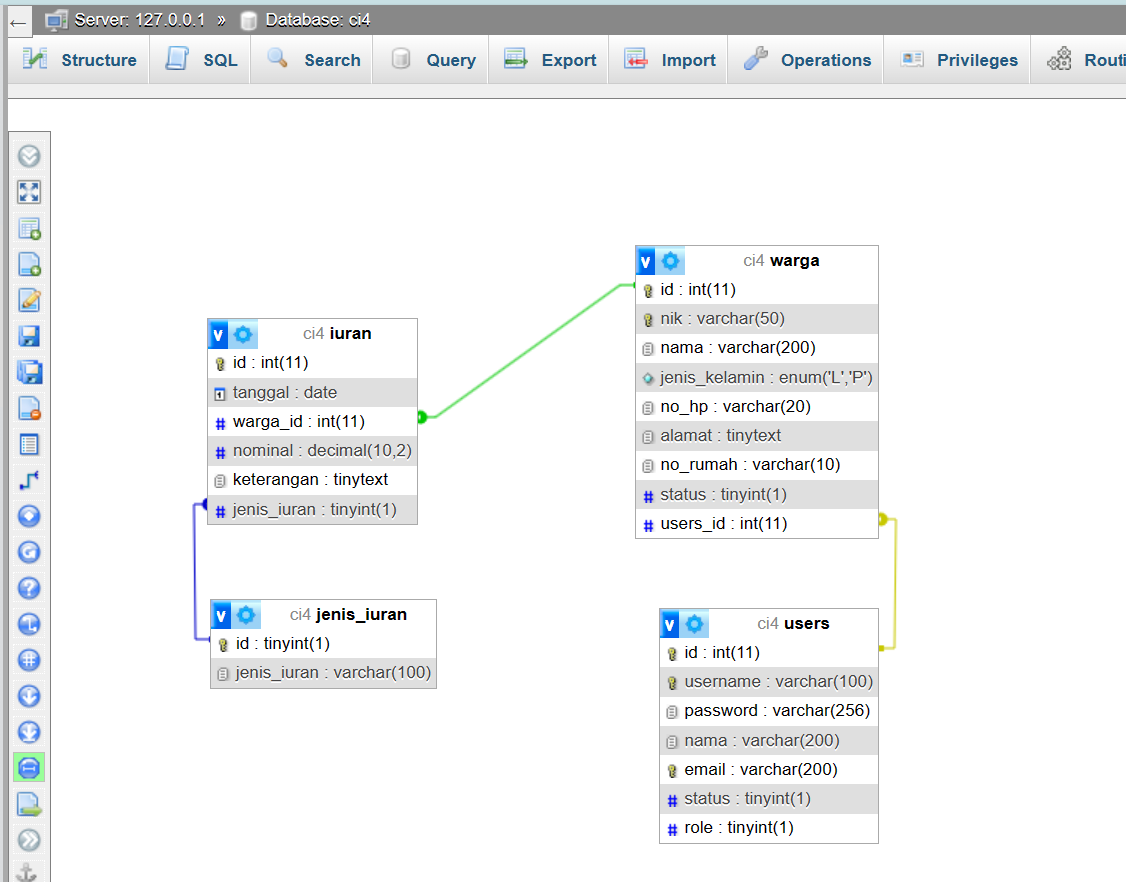 Server: 127.0.0.1 » Database: ci4
Structure SQL Search Query Export Import Operations Privileges Routi
v ci4 warga
id : int(11)
nik : varchar(50)
nama : varchar(200)
jenis_kelamin : enum('L','P')
no_hp : varchar(20)
alamat : tinytext
no_rumah : varchar(10)
status : tinyint(1)
users_id : int(11)
v ci4 iuran
id : int(11)
tanggal : date
warga_id : int(11)
nominal : decimal(10,2)
keterangan : tinytext
jenis_iuran : tinyint(1)
v ci4 jenis_iuran
id : tinyint(1)
jenis_iuran : varchar(100)
v ci4 users
id : int(11)
username : varchar(100)
password : varchar(256)
nama : varchar(200)
email : varchar(200)
status : tinyint(1)
role : tinyint(1)